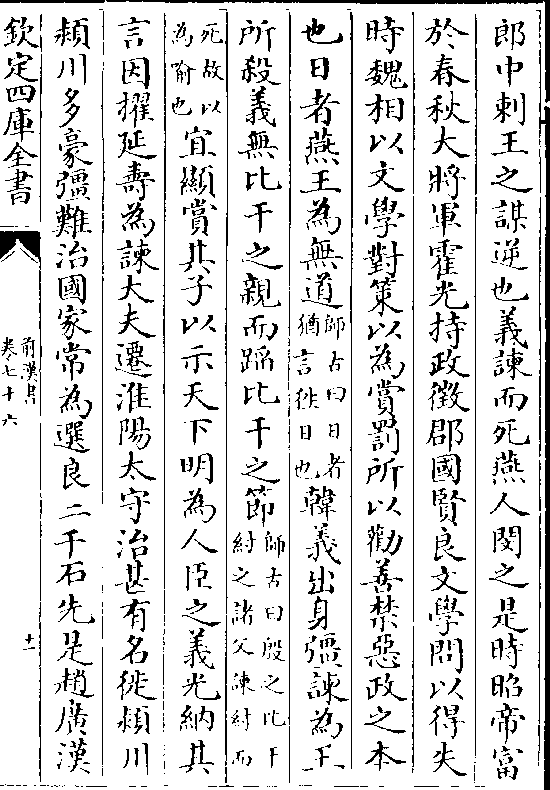 郎中剌王之謀逆也義諫而死燕人閔之是時昭帝富
於春秋大將軍霍光持政徵郡國賢良文學問以得失
時魏相以文學對策以為賞罰所以勸善禁惡政之本
也日者燕王為無道師古曰日者猶言徃日也韓義出身彊諫為王
所殺義無比干之親而蹈比干之節師古曰殷之比干紂之諸父諫紂而
死故以為喻也宜顯賞其子以示天下明為人臣之義光納其
言因擢延壽為諫大夫遷淮陽太守治甚有名徙潁川
潁川多豪彊難治國家常為選良二千石先是趙廣漢
欽定四庫全書
前漢書
卷七十六
十一